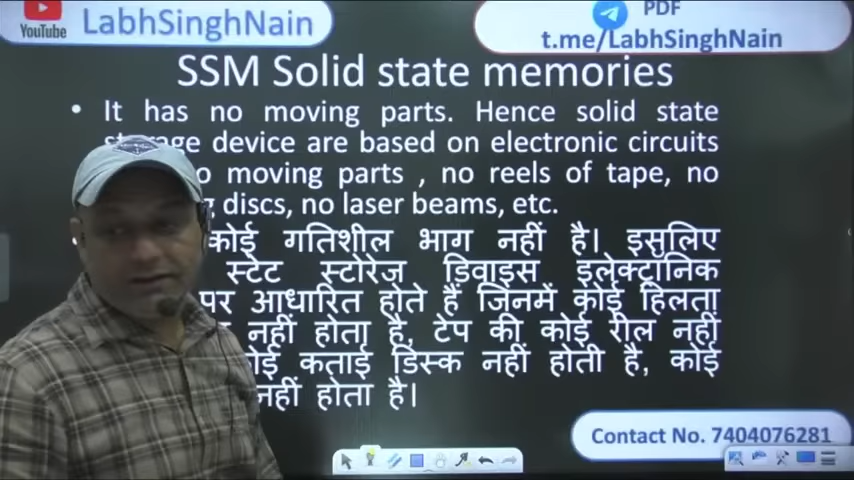 YouTube
LabhSinghNain
PDF
t.me/LabhSinghNain
SSM Solid state memories
• It has no moving parts. Hence solid state
device are based on electronic circuits
moving parts , no reels of tape, no
discs, no laser beams, etc.
कोई गतिशील भाग नहीं है। इसुलिए
स्टेट स्टोरेज डिवाइस इलेक्ट्रानिक
पर आधारित होते हैं जिनमें कोई हिलता
नहीं होता है, टेप की कोई रील नहीं
कताई डिस्क नहीं होती है, कोई
नहीं होता है।
Contact No. 7404076281